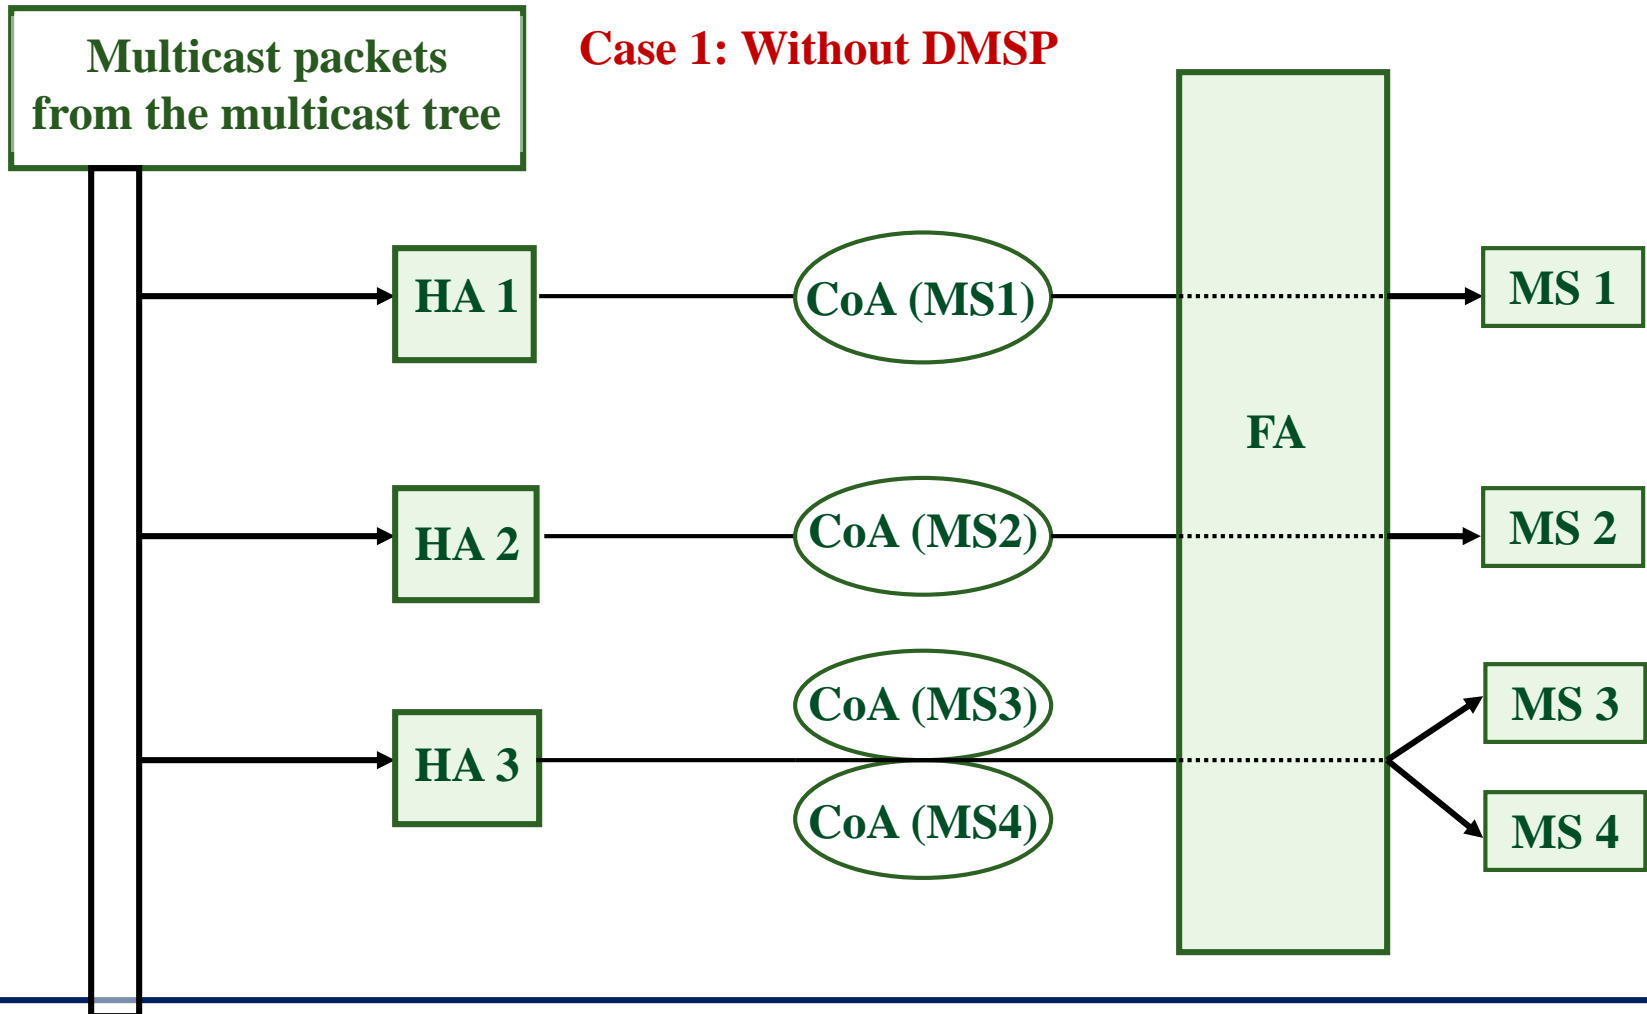 Multicast packets
from the multicast tree
Case 1: Without DMSP
HA 1
CoA (MS1)
MS 1
FA
HA 2
CoA (MS2)
MS 2
CoA (MS3)
MS 3
HA 3
CoA (MS4)
MS 4